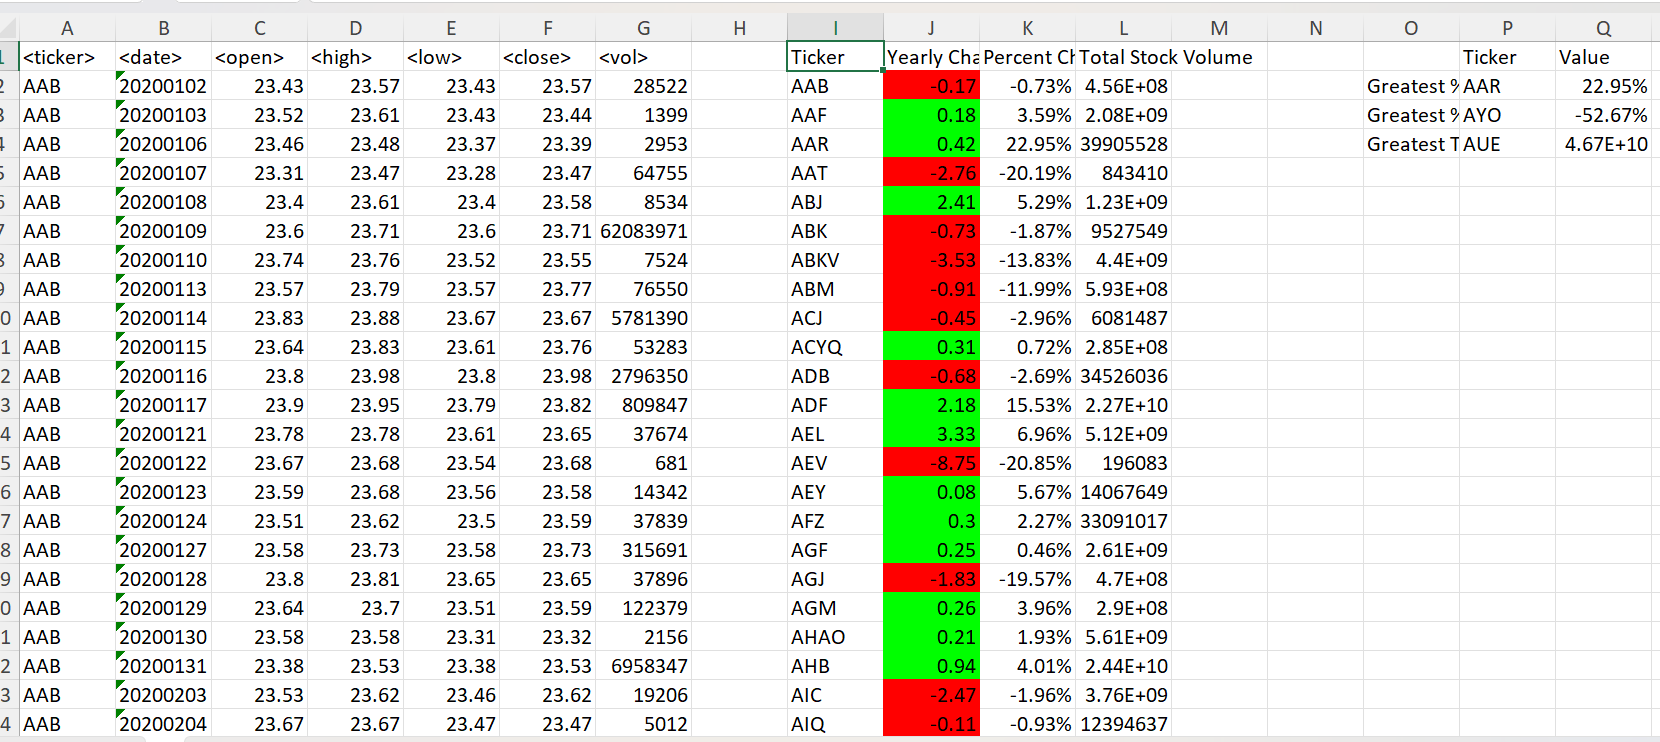 A B C D E F G H I J K L M N O P Q
1 <ticker> <date> <open> <high> <low> <close> <vol> Ticker Yearly Cha Percent Ch Total Stock Volume Ticker Value
2 AAB 20200102 23.43 23.57 23.43 23.57 28522 AAB -0.17 -0.73% 4.56E+08 Greatest % AAR 22.95%
3 AAB 20200103 23.52 23.61 23.43 23.44 1399 AAF 0.18 3.59% 2.08E+09 Greatest % AYO -52.67%
4 AAB 20200106 23.46 23.48 23.37 23.39 2953 AAR 0.42 22.95% 39905528 Greatest T AUE 4.67E+10
5 AAB 20200107 23.31 23.47 23.28 23.47 64755 AAT -2.76 -20.19% 843410
6 AAB 20200108 23.4 23.61 23.4 23.58 8534 ABJ 2.41 5.29% 1.23E+09
7 AAB 20200109 23.6 23.71 23.6 23.71 62083971 ABK -0.73 -1.87% 9527549
8 AAB 20200110 23.74 23.76 23.52 23.55 7524 ABKV -3.53 -13.83% 4.4E+09
9 AAB 20200113 23.57 23.79 23.57 23.77 76550 ABM -0.91 -11.99% 5.93E+08
0 AAB 20200114 23.83 23.88 23.67 23.67 5781390 ACJ -0.45 -2.96% 6081487
1 AAB 20200115 23.64 23.83 23.61 23.76 53283 ACYQ 0.31 0.72% 2.85E+08
2 AAB 20200116 23.8 23.98 23.8 23.98 2796350 ADB -0.68 -2.69% 34526036
3 AAB 20200117 23.9 23.95 23.79 23.82 809847 ADF 2.18 15.53% 2.27E+10
4 AAB 20200121 23.78 23.78 23.61 23.65 37674 AEL 3.33 6.96% 5.12E+09
5 AAB 20200122 23.67 23.68 23.54 23.68 681 AEV -8.75 -20.85% 196083
6 AAB 20200123 23.59 23.68 23.56 23.58 14342 AEY 0.08 5.67% 14067649
7 AAB 20200124 23.51 23.62 23.5 23.59 37839 AFZ 0.3 2.27% 33091017
8 AAB 20200127 23.58 23.73 23.58 23.73 315691 AGF 0.25 0.46% 2.61E+09
9 AAB 20200128 23.8 23.81 23.65 23.65 37896 AGJ -1.83 -19.57% 4.7E+08
0 AAB 20200129 23.64 23.7 23.51 23.59 122379 AGM 0.26 3.96% 2.9E+08
1 AAB 20200130 23.58 23.58 23.31 23.32 2156 AHAO 0.21 1.93% 5.61E+09
2 AAB 20200131 23.38 23.53 23.38 23.53 6958347 AHB 0.94 4.01% 2.44E+10
3 AAB 20200203 23.53 23.62 23.46 23.62 19206 AIC -2.47 -1.96% 3.76E+09
4 AAB 20200204 23.67 23.67 23.47 23.47 5012 AIQ -0.11 -0.93% 12394637